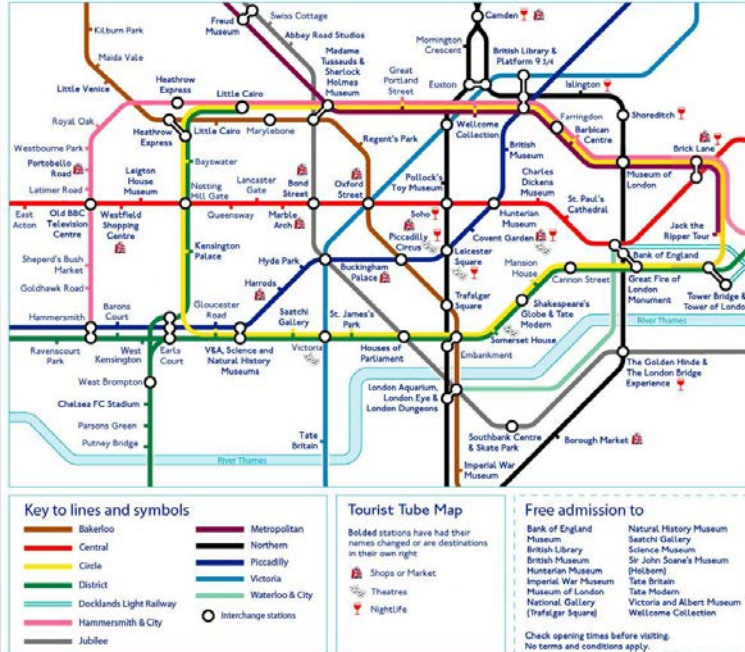 Kilburn Park
Maida Vale
Little Venice
Royal Oak
Westbourne Park
Portobello
Road
Latimer Road
East
Acton
Old BBC
Television
Centre
Westfield
Shopping
Centre
Sheperd's Bush
Market
Goldhawk Road
Hammersmith
Barons
Court
Ravenscourt
Park
West
Kensington
Earls
Court
West Brompton
Chelsea FC Stadium
Parsons Green
Putney Bridge
River Thames
Heathrow
Express
Little Cairo
Heathrow
Express
Little Cairo
Marylebone
Bayswater
Leigton
House
Museum
Notting
Hill Gate
Lancaster
Gate
Queensway
Bond
Street
Marble
Arch
Oxford
Street
Kensington
Palace
Hyde Park
Harrods
Gloucester
Road
V&A, Science and
Natural History
Museums
Saatchi
Gallery
Victoria
St. James's
Park
Houses of
Parliament
Buckingham
Palace
Tate
Britain
Freud
Museum
Swiss Cottage
Abbey Road Studios
Madame
Tussauds &
Sherlock
Holmes
Museum
Great
Portland
Street
Regent's Park
Camden
Mornington
Crescent
Euston
British Library &
Platform 9 3/4
Wellcome
Collection
Pollock's
Toy Museum
British
Museum
Charles
Dickens
Museum
Soho
Piccadilly
Circus
Hunterian
Museum
Covent Garden
Leicester
Square
Trafalgar
Square
Embankment
London Aquarium,
London Eye &
London Dungeons
Imperial War
Museum
Southbank Centre
& Skate Park
Borough Market
The Golden Hinde &
The London Bridge
Experience
Islington
Shoreditch
Farringdon
Barbican
Centre
Brick Lane
Museum of
London
St. Paul's
Cathedral
Jack the
Ripper Tour
Mansion
House
Cannon Street
Bank of England
Great Fire of
London
Monument
Tower Bridge &
Tower of London
Shakespeare's
Globe & Tate
Modern
Somerset House
River Thames
Key to lines and symbols
Bakerloo
Central
Circle
District
Docklands Light Railway
Hammersmith & City
Jubilee
Metropolitan
Northern
Piccadilly
Victoria
Waterloo & City
Interchange stations
Tourist Tube Map
Bolded stations have had their
names changed or are destinations
in their own right
Shops or Market
Theatres
Nightlife
Free admission to
Bank of England
Museum
British Library
British Museum
Hunterian Museum
Imperial War Museum
Museum of London
National Gallery
(Trafalgar Square)
Natural History Museum
Saatchi Gallery
Science Museum
Sir John Soane's Museum
(Holborn)
Tate Britain
Tate Modern
Victoria and Albert Museum
Wellcome Collection
Check opening times before visiting.
No terms and conditions apply.